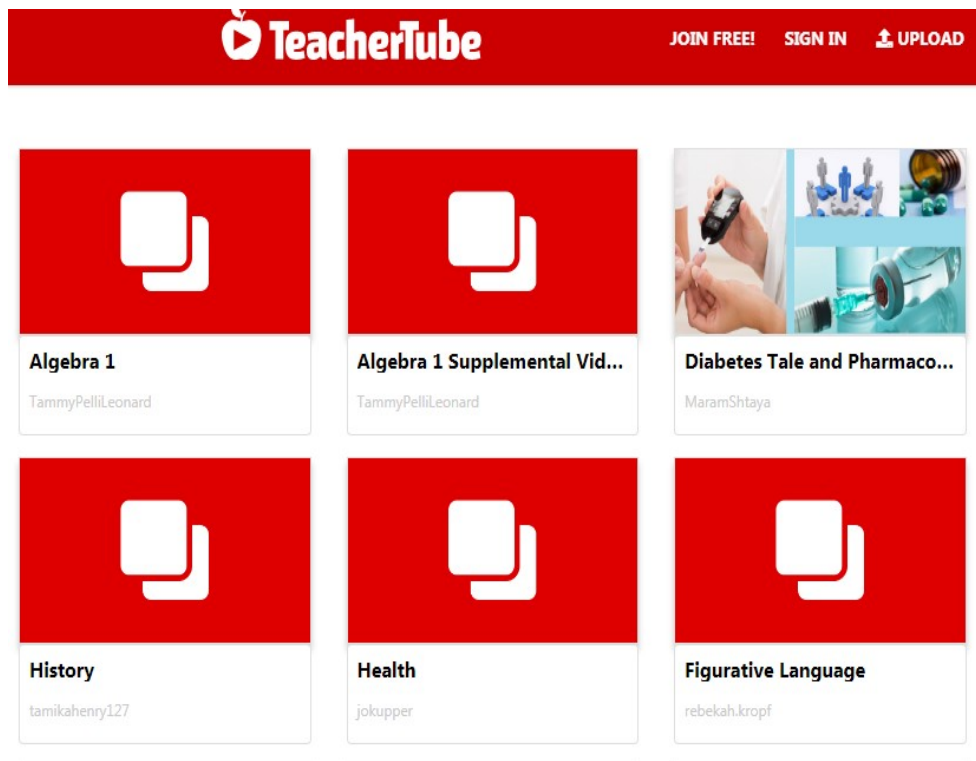 TeacherTube JOIN FREE! SIGN IN UPLOAD
Algebra 1
TammyPelliLeonard
Algebra 1 Supplemental Vid...
TammyPelliLeonard
Diabetes Tale and Pharmaco...
MaramShtaya
History
tamikahenry127
Health
jokupper
Figurative Language
rebekah.kropf